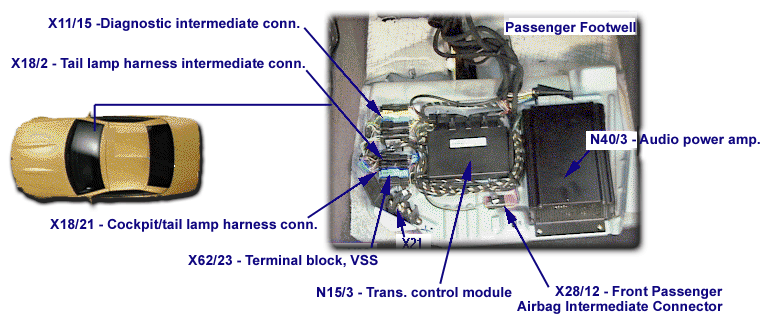 X11/15 -Diagnostic intermediate conn.
Passenger Footwell
X18/2 - Tail lamp harness intermediate conn.
N40/3 - Audio power amp.
X18/21 - Cockpit/tail lamp harness conn.
X21
X62/23 - Terminal block, VSS
N15/3 - Trans. control module
X28/12 - Front Passenger
Airbag Intermediate Connector